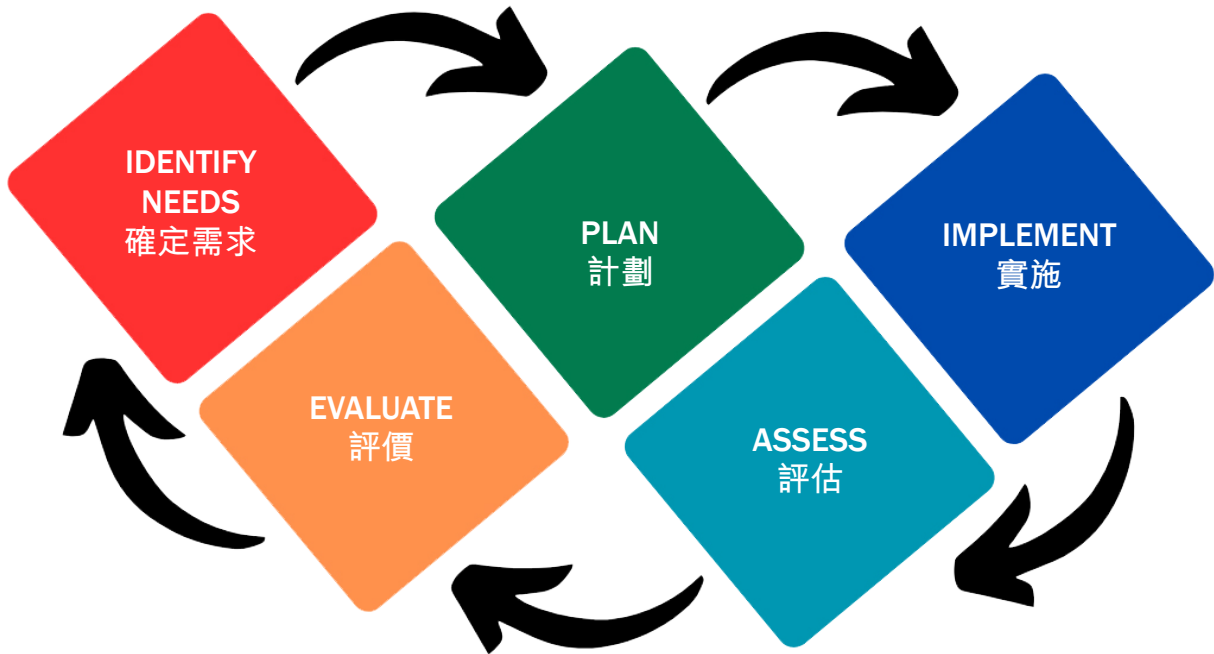 IDENTIFY
NEEDS
確定需求
PLAN
計劃
IMPLEMENT
實施
EVALUATE
評價
ASSESS
評估